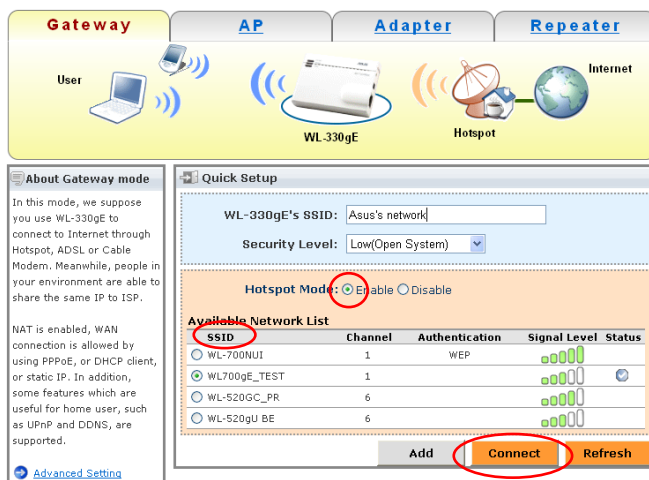 Gateway
AP
Adapter
Repeater
User
Internet
WL-330gE
Hotspot
About Gateway mode
In this mode, we suppose
you use WL-330gE to
connect to Internet through
Hotspot, ADSL or Cable
Modem. Meanwhile, people in
your environment are able to
share the same IP to ISP.
NAT is enabled, WAN
connection is allowed by
using PPPoE, or DHCP client,
or static IP. In addition,
some features which are
useful for home user, such
as UPnP and DDNS, are
supported.
Advanced Setting
Quick Setup
WL-330gE's SSID: Asus's network
Security Level: Low(Open System)
Hotspot Mode: Enable Disable
Available Network List
SSID Channel Authentication Signal Level Status
WL-700NUI 1 WEP
WL700gE_TEST 1
WL-520GC_PR 6
WL-520gU BE 6
Add Connect Refresh